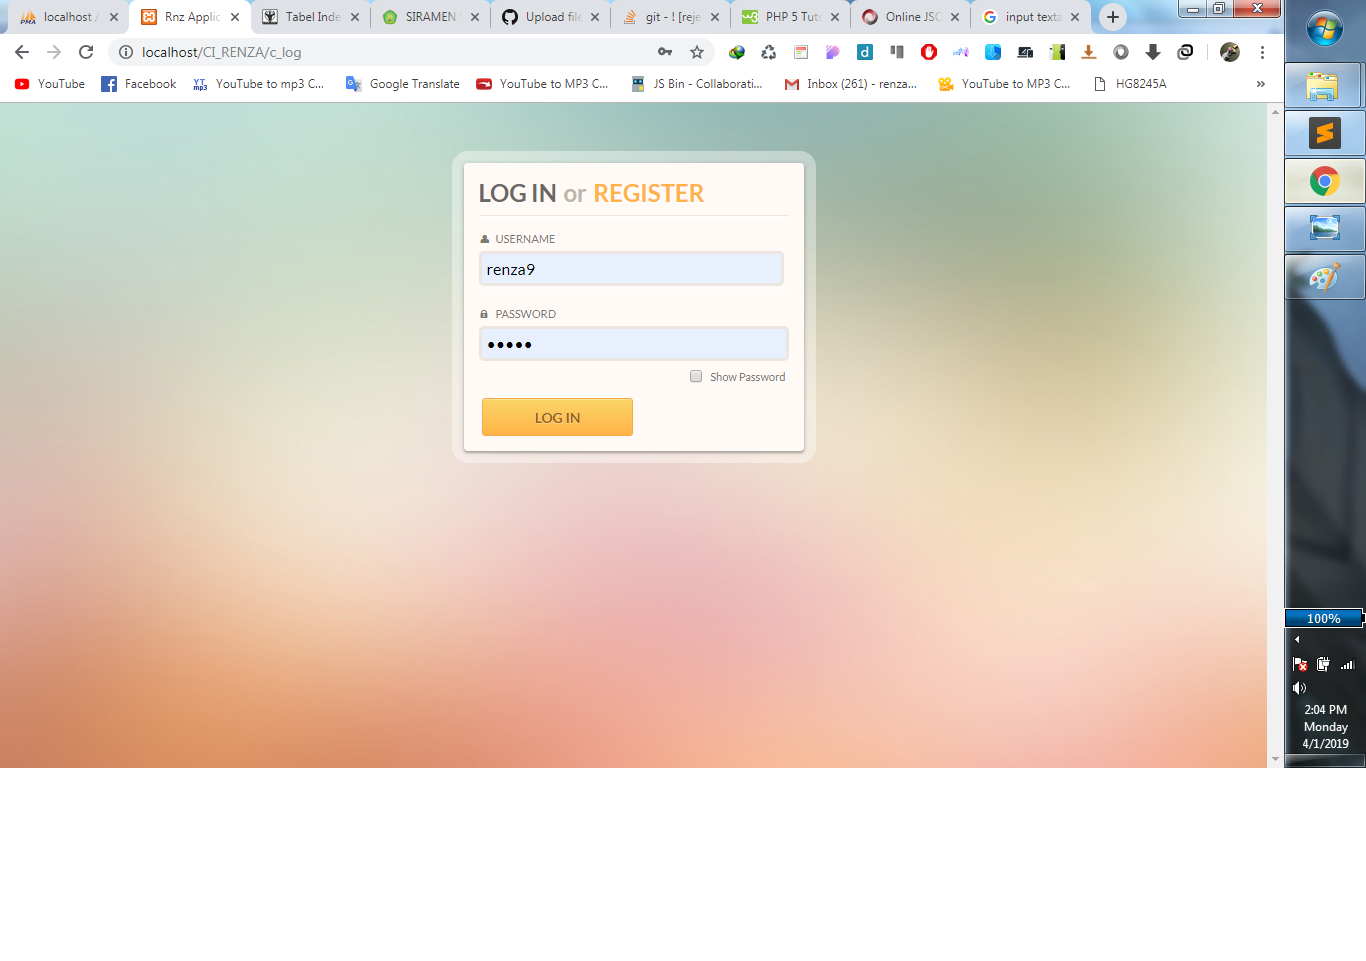 localhost / Rnz Applic Tabel Inde SIRAMEN Upload file git - ! [reje PHP 5 Tuto Online JSC input texta
localhost/CI_RENZA/c_log
YouTube Facebook YouTube to mp3 C... Google Translate YouTube to MP3 C... JS Bin - Collaborati... Inbox (261) - renza... YouTube to MP3 C... HG8245A »
LOG IN or REGISTER
USERNAME
renza9
PASSWORD
•••••
Show Password
LOG IN
100%
2:04 PM
Monday
4/1/2019